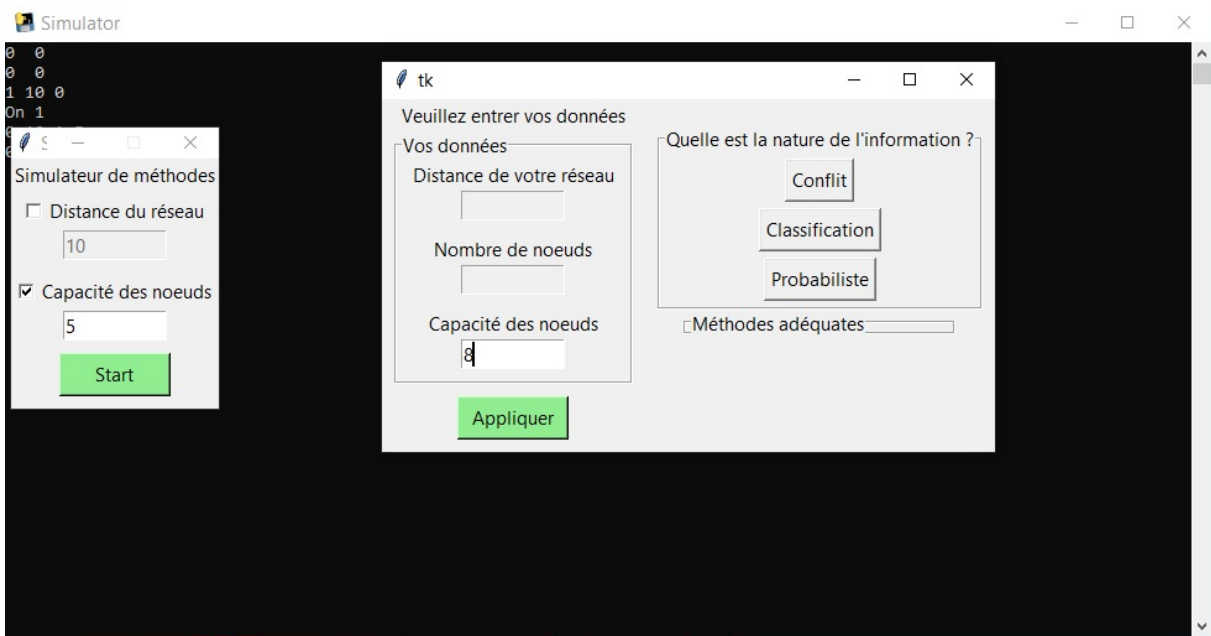 Simulator
0 0
0 0
1 10 0
On 1
Simulateur de méthodes
Distance du réseau
10
Capacité des noeuds
5
Start
tk
Veuillez entrer vos données
Vos données
Distance de votre réseau
Nombre de noeuds
Capacité des noeuds
8
Appliquer
Quelle est la nature de l'information ?
Conflit
Classification
Probabiliste
Méthodes adéquates